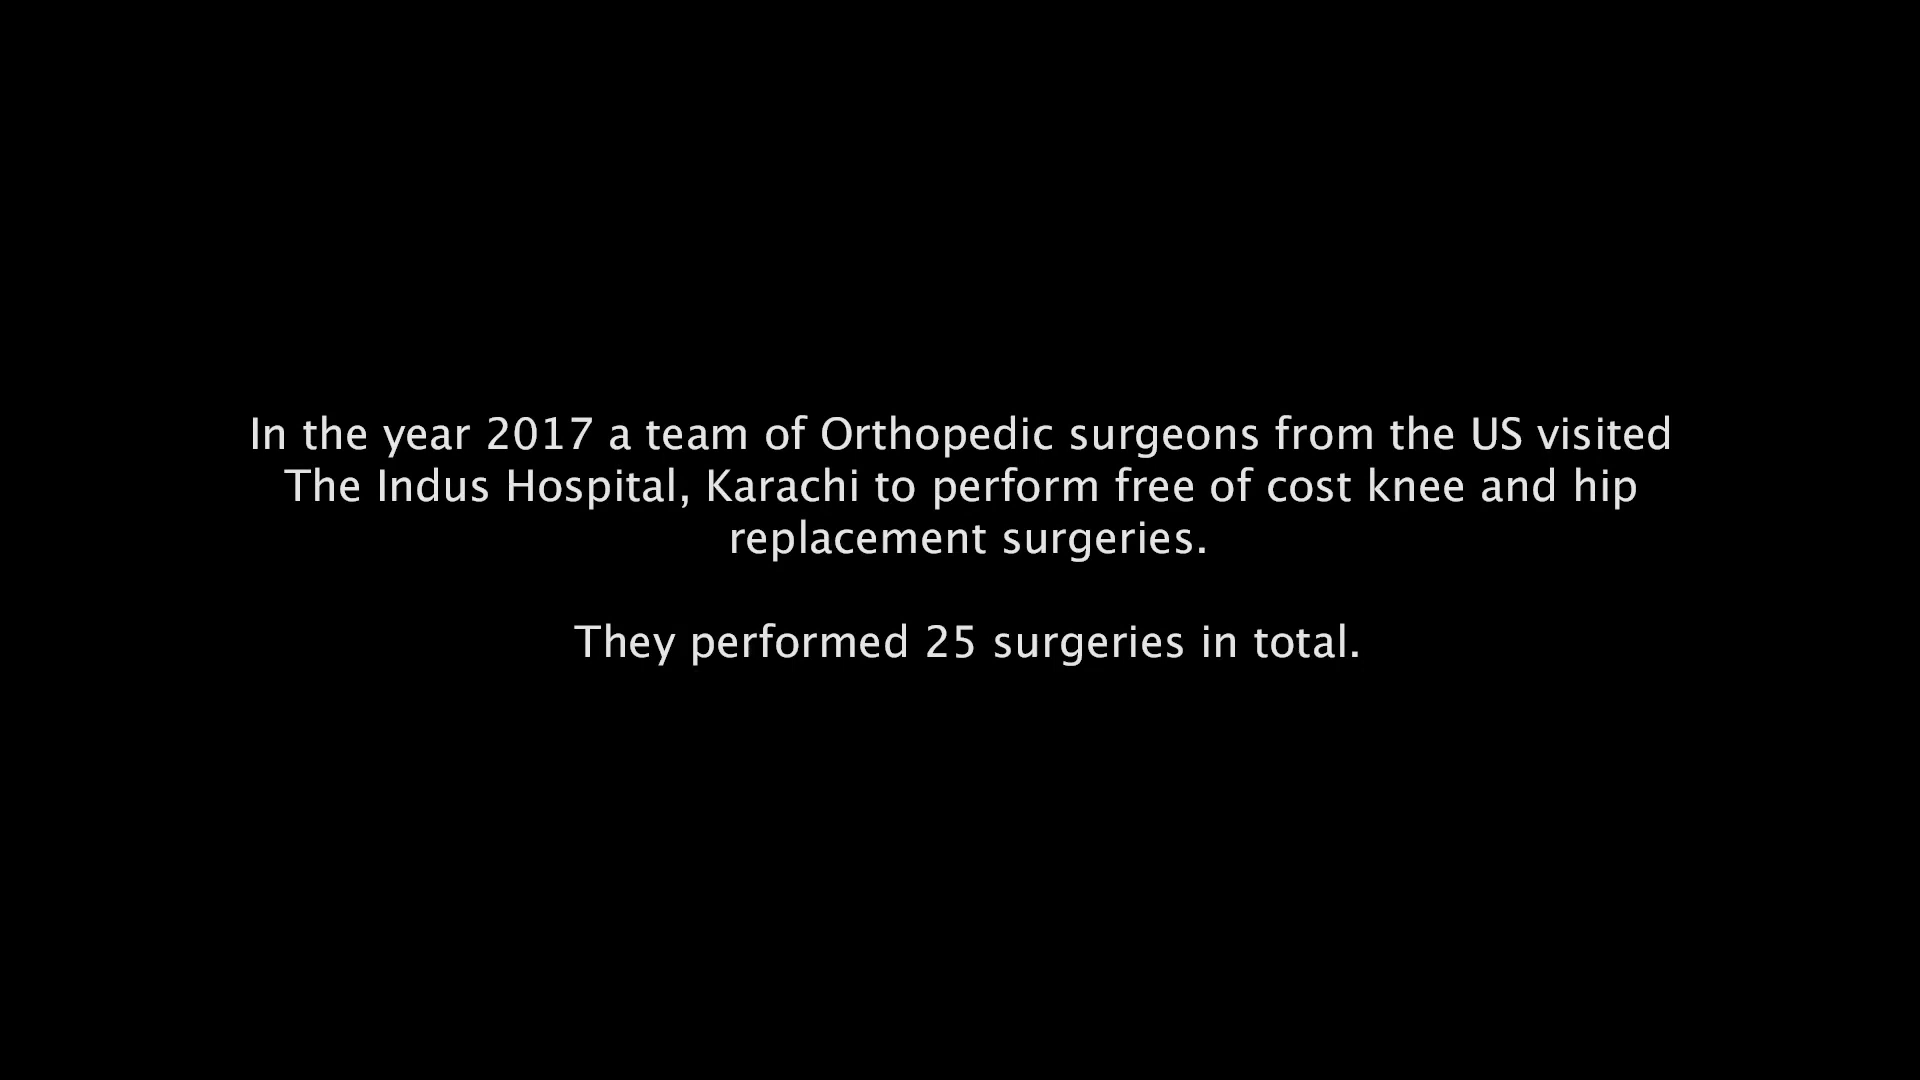 In the year 2017 a team of Orthopedic surgeons from the US visited
The Indus Hospital, Karachi to perform free of cost knee and hip
replacement surgeries.
They performed 25 surgeries in total.